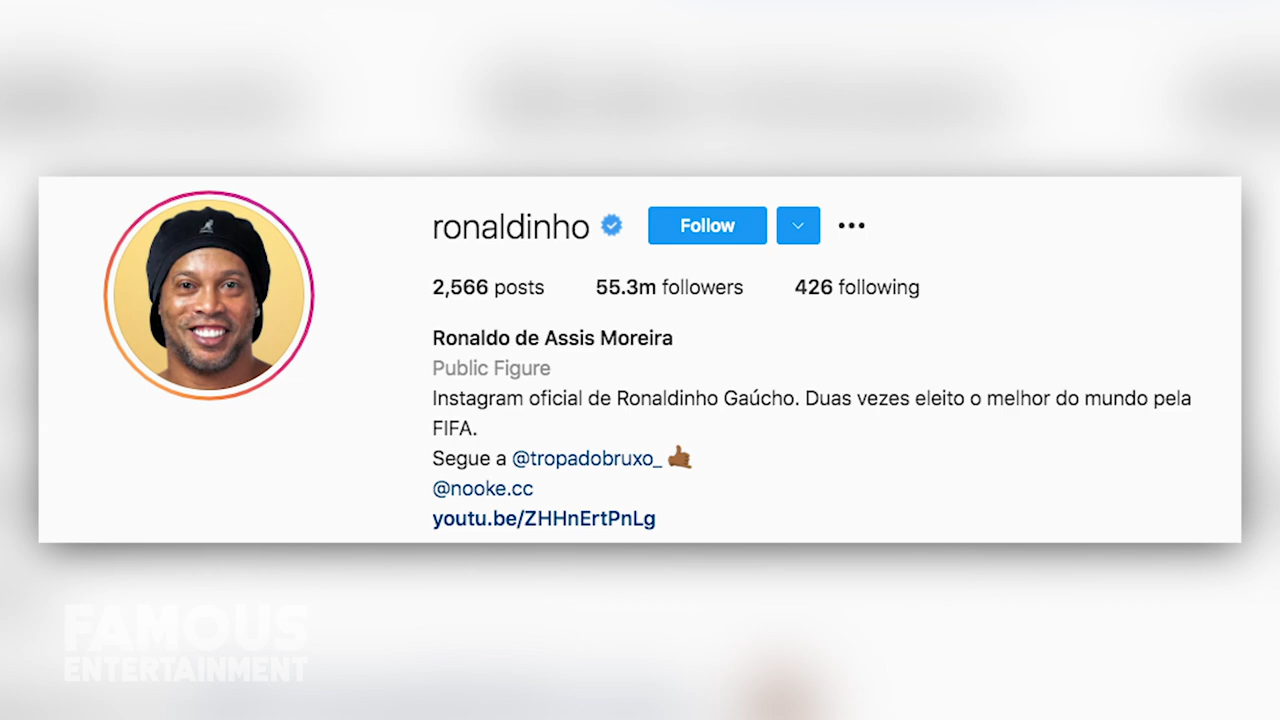 ronaldinho
Follow
2,566 posts 55.3m followers 426 following
Ronaldo de Assis Moreira
Public Figure
Instagram oficial de Ronaldinho Gaúcho. Duas vezes eleito o melhor do mundo pela
FIFA.
Segue a @tropadobruxo_ 🤙🏾
@nooke.cc
youtu.be/ZHHnErtPnLg
FAMOUS
ENTERTAINMENT